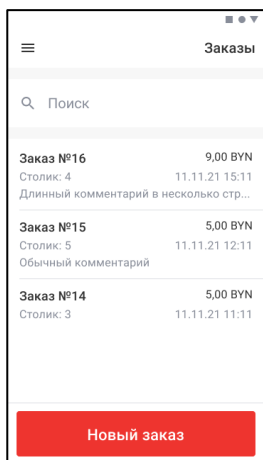 Заказы
Поиск
Заказ №16 9,00 BYN
Столик: 4 11.11.21 15:11
Длинный комментарий в несколько стр...
Заказ №15 5,00 BYN
Столик: 5 11.11.21 12:11
Обычный комментарий
Заказ №14 5,00 BYN
Столик: 3 11.11.21 11:11
Новый заказ